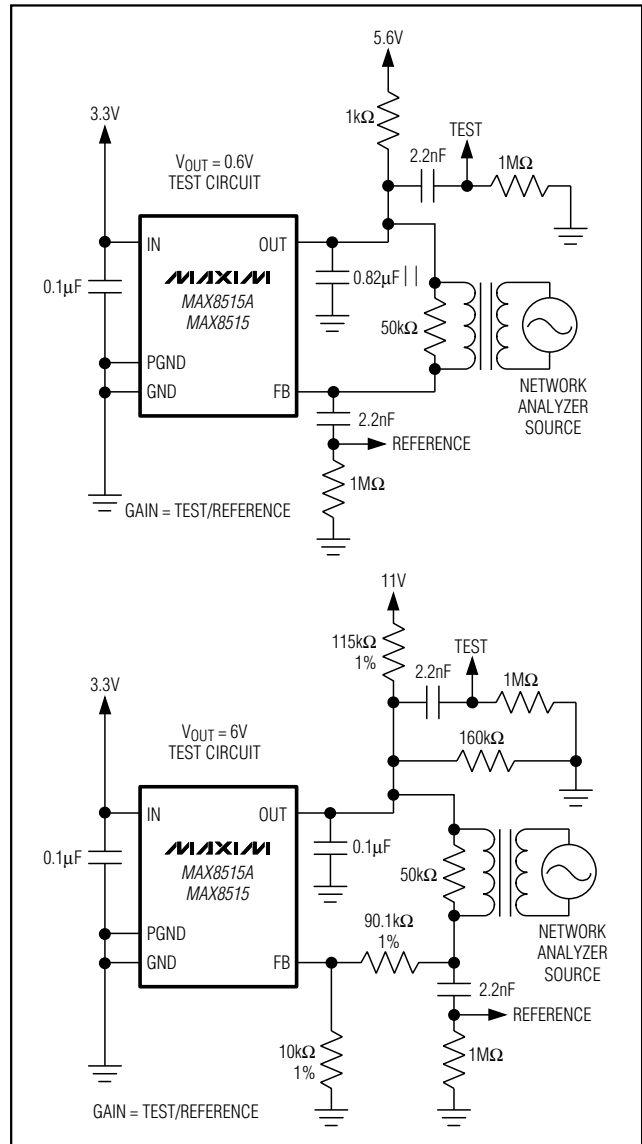 5.6V
1kΩ
3.3V
TEST
2.2nF
1MΩ
VOUT = 0.6V
TEST CIRCUIT
IN
OUT
0.1μF
MAXIM
MAX8515A
MAX8515
0.82μF ||
50kΩ
PGND
GND
FB
NETWORK
ANALYZER
SOURCE
2.2nF
REFERENCE
1MΩ
GAIN = TEST/REFERENCE
11V
115kΩ
1%
TEST
2.2nF
1MΩ
3.3V
VOUT = 6V
TEST CIRCUIT
160kΩ
IN
OUT
0.1μF
MAXIM
MAX8515A
MAX8515
0.1μF
50kΩ
90.1kΩ
1%
PGND
GND
FB
NETWORK
ANALYZER
SOURCE
2.2nF
REFERENCE
10kΩ
1%
1MΩ
GAIN = TEST/REFERENCE